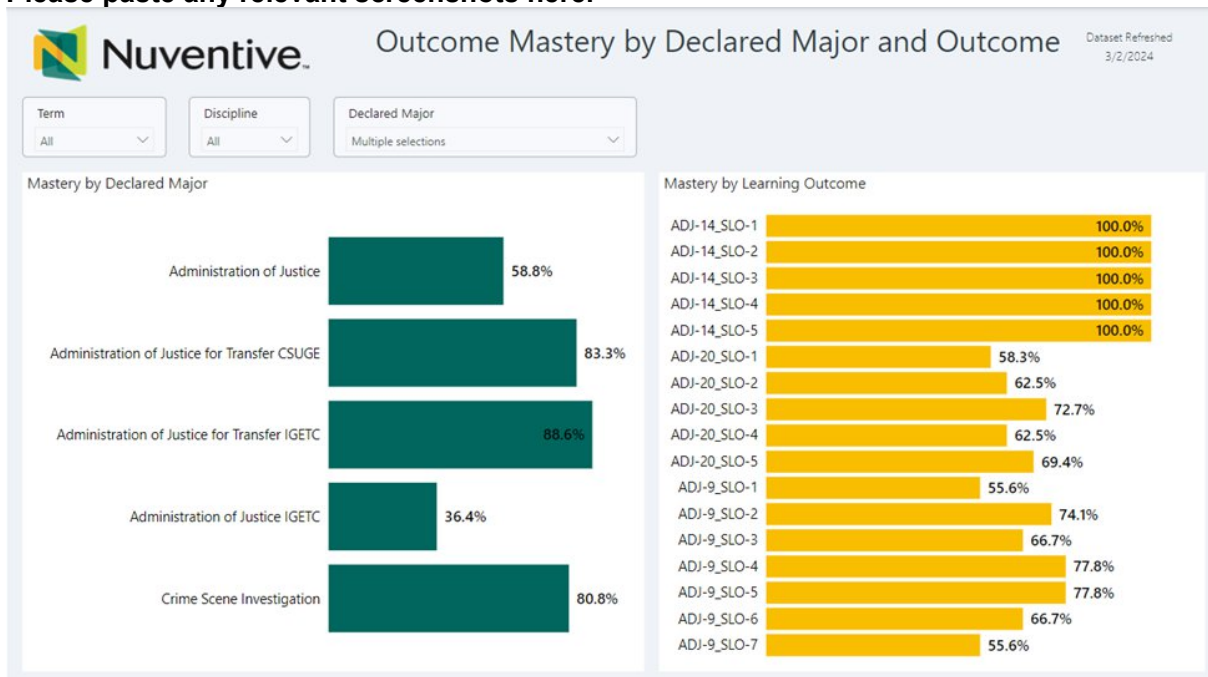 Please paste any relevant screenshots here.
Nuventive™
Outcome Mastery by Declared Major and Outcome
Dataset Refreshed
3/2/2024
Term
All
Discipline
All
Declared Major
Multiple selections
Mastery by Declared Major
Administration of Justice 58.8%
Administration of Justice for Transfer CSUGE 83.3%
Administration of Justice for Transfer IGETC 88.6%
Administration of Justice IGETC 36.4%
Crime Scene Investigation 80.8%
Mastery by Learning Outcome
ADJ-14_SLO-1 100.0%
ADJ-14_SLO-2 100.0%
ADJ-14_SLO-3 100.0%
ADJ-14_SLO-4 100.0%
ADJ-14_SLO-5 100.0%
ADJ-20_SLO-1 58.3%
ADJ-20_SLO-2 62.5%
ADJ-20_SLO-3 72.7%
ADJ-20_SLO-4 62.5%
ADJ-20_SLO-5 69.4%
ADJ-9_SLO-1 55.6%
ADJ-9_SLO-2 74.1%
ADJ-9_SLO-3 66.7%
ADJ-9_SLO-4 77.8%
ADJ-9_SLO-5 77.8%
ADJ-9_SLO-6 66.7%
ADJ-9_SLO-7 55.6%